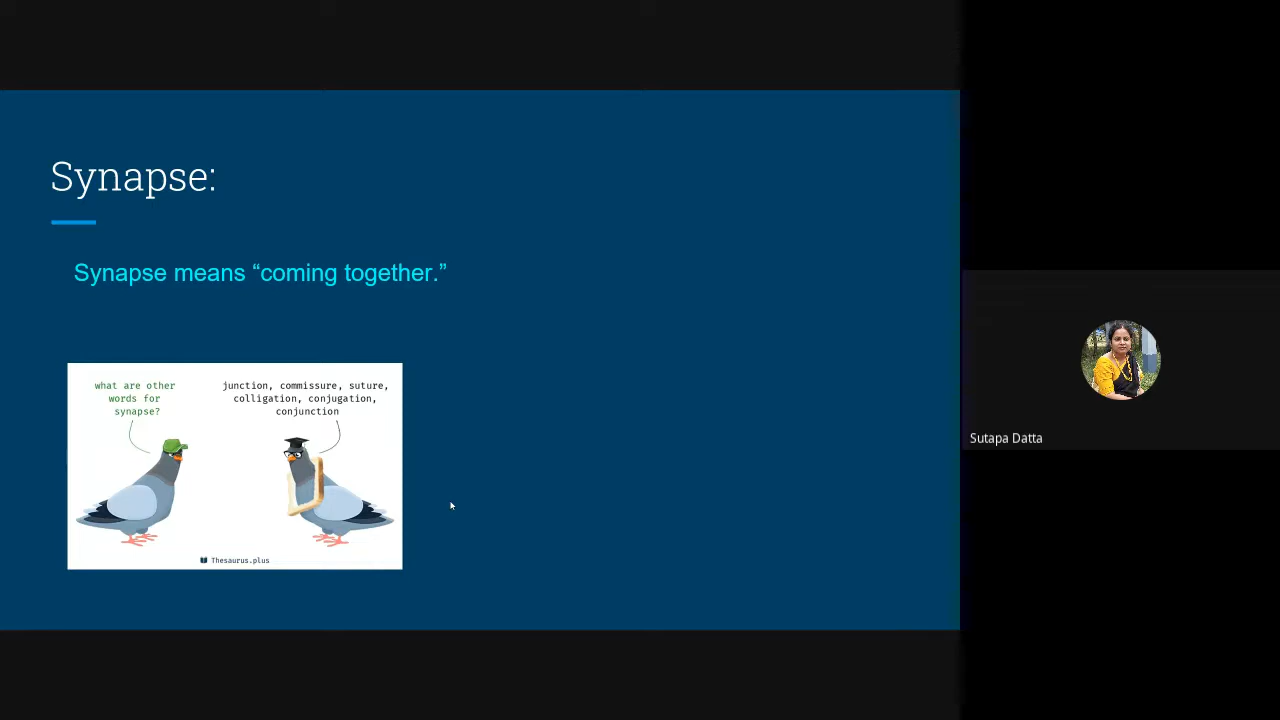 Synapse:
Synapse means “coming together.”
what are other
words for
synapse?
junction, commissure, suture,
colligation, conjugation,
conjunction
Thesaurus.plus
Sutapa Datta